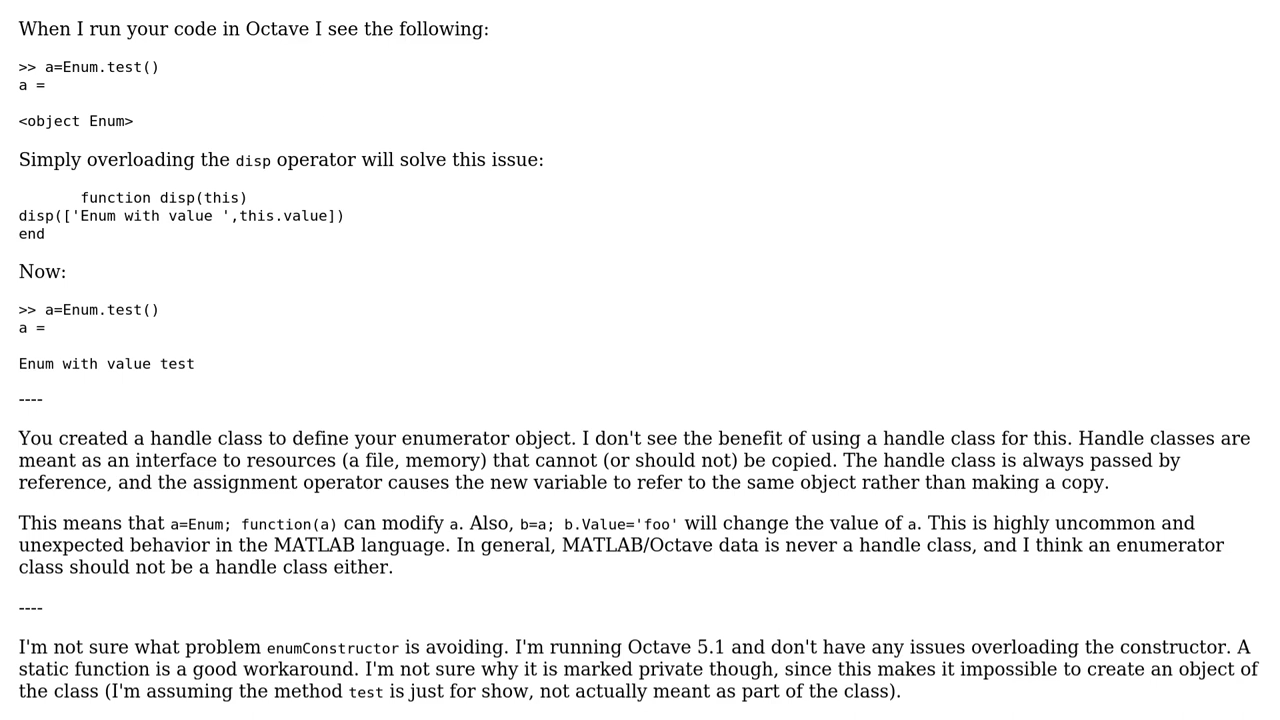 When I run your code in Octave I see the following:
>> a=Enum.test()
a =
<object Enum>
Simply overloading the disp operator will solve this issue:
function disp(this)
disp(['Enum with value ',this.value])
end
Now:
>> a=Enum.test()
a =
Enum with value test
----
You created a handle class to define your enumerator object. I don't see the benefit of using a handle class for this. Handle classes are
meant as an interface to resources (a file, memory) that cannot (or should not) be copied. The handle class is always passed by
reference, and the assignment operator causes the new variable to refer to the same object rather than making a copy.
This means that a=Enum; function(a) can modify a. Also, b=a; b.Value='foo' will change the value of a. This is highly uncommon and
unexpected behavior in the MATLAB language. In general, MATLAB/Octave data is never a handle class, and I think an enumerator
class should not be a handle class either.
----
I'm not sure what problem enumConstructor is avoiding. I'm running Octave 5.1 and don't have any issues overloading the constructor. A
static function is a good workaround. I'm not sure why it is marked private though, since this makes it impossible to create an object of
the class (I'm assuming the method test is just for show, not actually meant as part of the class).